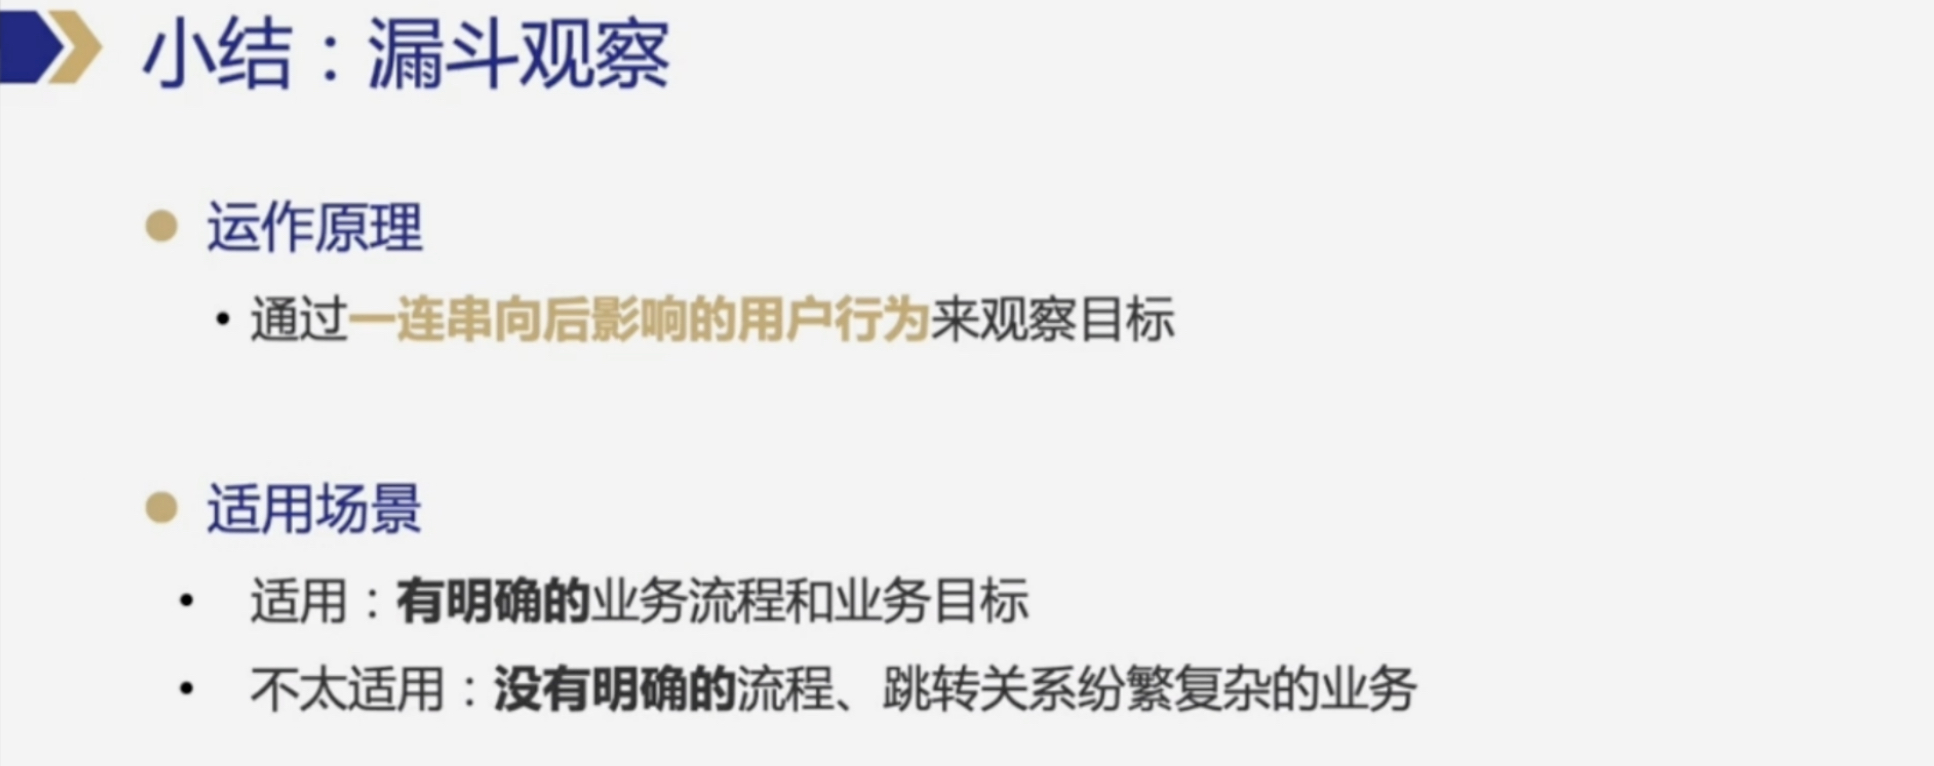 小结：漏斗观察
运作原理
• 通过一连串向后影响的用户行为来观察目标
适用场景
• 适用：有明确的业务流程和业务目标
• 不太适用：没有明确的流程、跳转关系纷繁复杂的业务